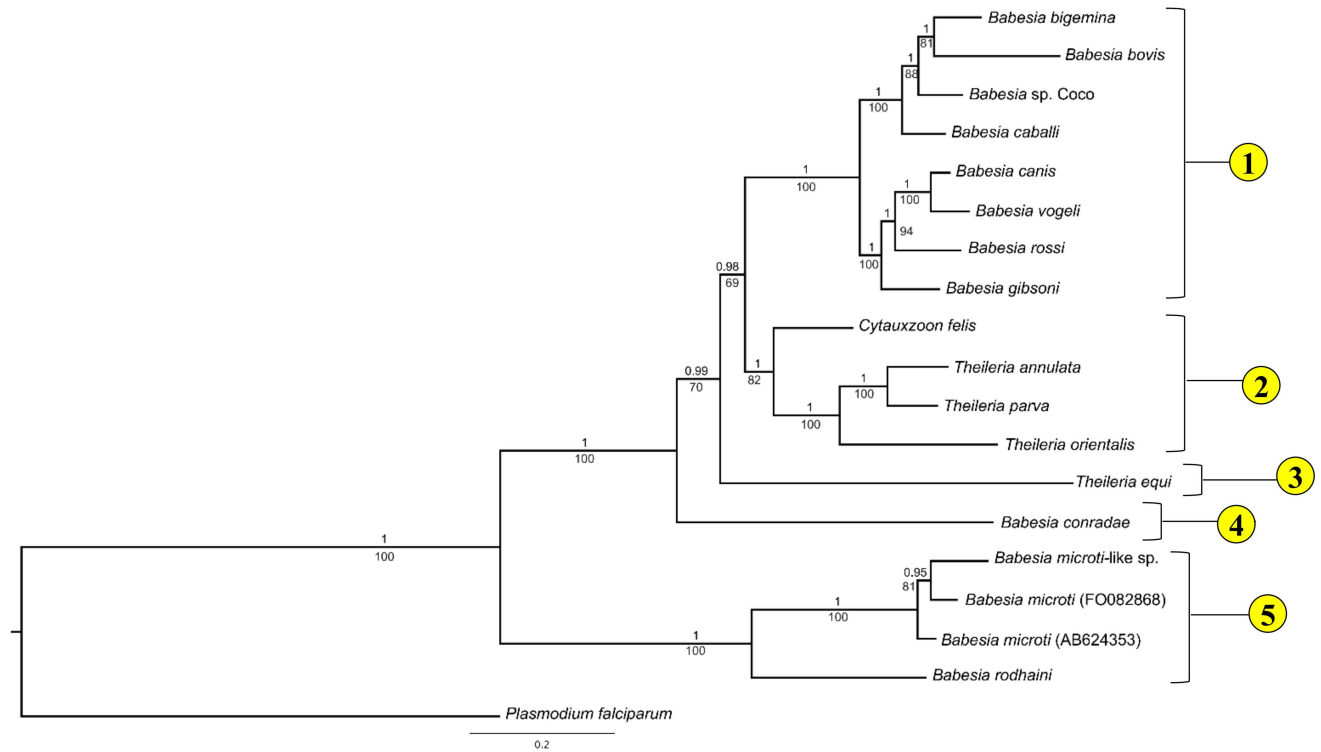 Babesia bigemina
1
81
Babesia bovis
1
88
Babesia sp. Coco
1
100
Babesia caballi
1
1
100
Babesia canis
1
100
Babesia vogeli
1
94
Babesia rossi
1
100
Babesia gibsoni
0.98
69
Cytauxzoon felis
1
82
Theileria annulata
1
100
Theileria parva
1
100
Theileria orientalis
2
0.99
70
Theileria equi
3
1
100
Babesia conradae
4
1
100
Babesia microti-like sp.
0.95
81
Babesia microti (FO082868)
1
100
Babesia microti (AB624353)
5
1
100
Babesia rodhaini
Plasmodium falciparum
0.2